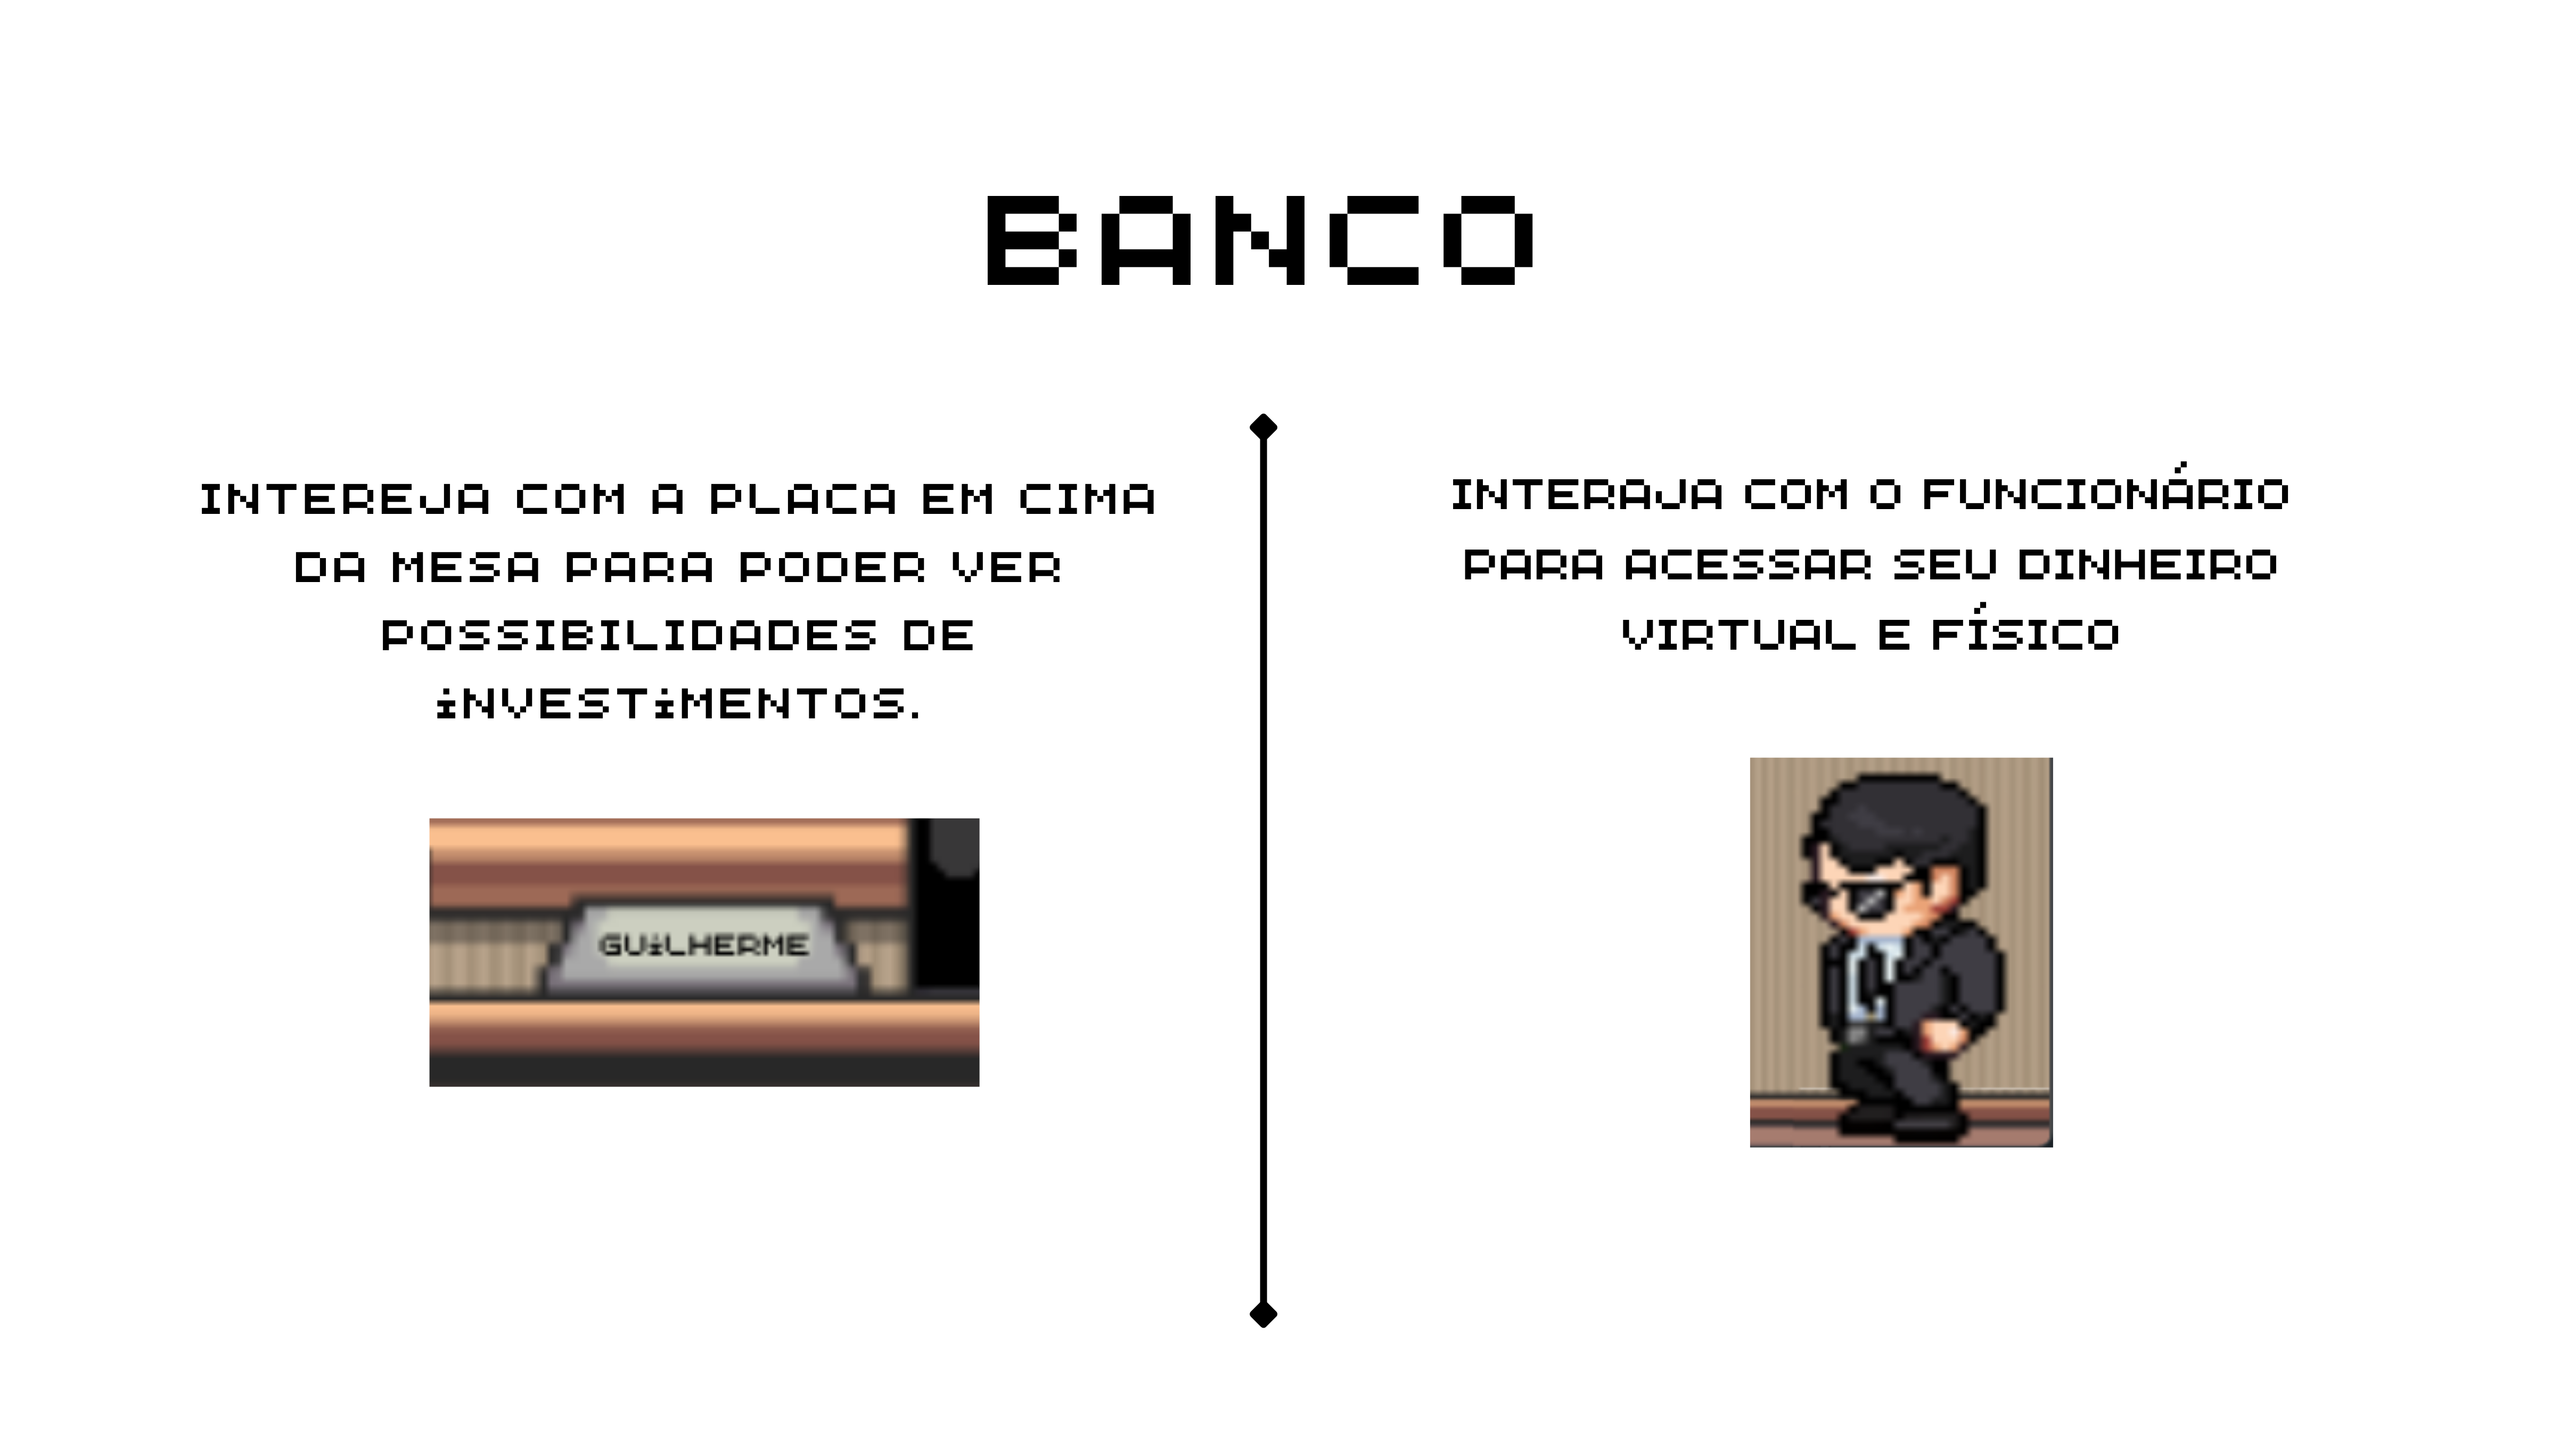 BANCO
INTEREJA COM A PLACA EM CIMA
DA MESA PARA PODER VER
POSSIBILIDADES DE
iNVESTiMENTOS.
GUiLHERME
INTERAJA COM O FUNCIONÁRIO
PARA ACESSAR SEU DINHEIRO
VIRTUAL E FÍSICO